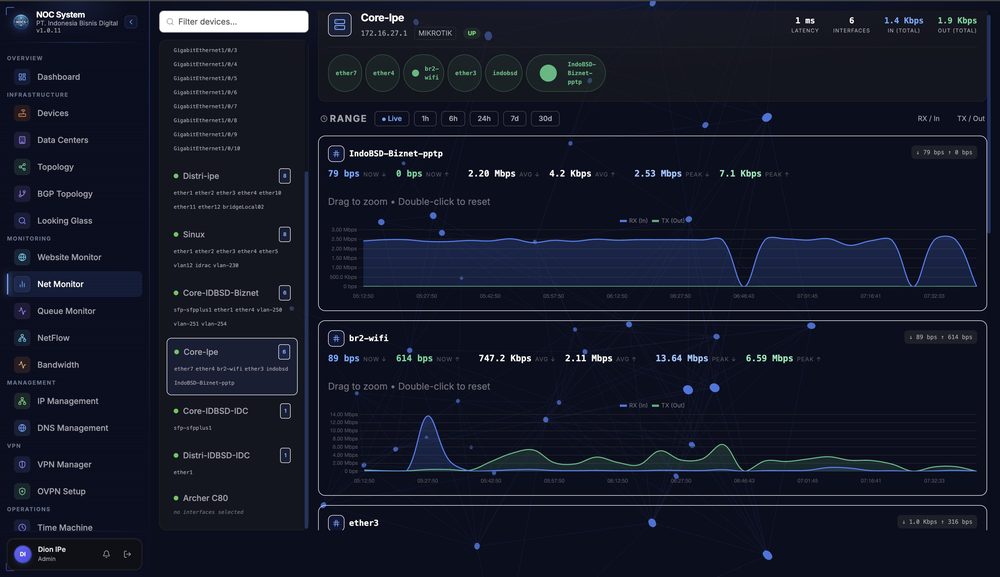 NOC System
PT. Indonesia Bisnis Digital
v1.0.11
OVERVIEW
Dashboard
INFRASTRUCTURE
Devices
Data Centers
Topology
BGP Topology
Looking Glass
MONITORING
Website Monitor
Net Monitor
Queue Monitor
NetFlow
Bandwidth
MANAGEMENT
IP Management
DNS Management
VPN
VPN Manager
OVPN Setup
OPERATIONS
Time Machine
DI
Dion IPe
Admin
Filter devices...
GigabitEthernet1/0/3
GigabitEthernet1/0/4
GigabitEthernet1/0/5
GigabitEthernet1/0/6
GigabitEthernet1/0/7
GigabitEthernet1/0/8
GigabitEthernet1/0/9
GigabitEthernet1/0/10
Distri-ipe 8
ether1 ether2 ether3 ether4 ether10
ether11 ether12 bridgeLocal02
Sinux 8
ether1 ether2 ether3 ether4 ether5
vlan12 idrac vlan-230
Core-IDBSD-Biznet 6
sfp-sfpplus1 ether1 ether4 vlan-250
vlan-251 vlan-254
Core-Ipe 6
ether7 ether4 br2-wifi ether3 indobsd
IndoBSD-Biznet-pptp
Core-IDBSD-IDC 1
sfp-sfpplus1
Distri-IDBSD-IDC 1
ether1
Archer C80
no interfaces selected
Core-Ipe
172.16.27.1 MIKROTIK UP
1 ms 6 1.4 Kbps 1.9 Kbps
LATENCY INTERFACES IN (TOTAL) OUT (TOTAL)
ether7 ether4 br2-wifi ether3 indobsd IndoBSD-Biznet-pptp
RANGE Live 1h 6h 24h 7d 30d RX / In TX / Out
IndoBSD-Biznet-pptp ↓ 79 bps ↑ 0 bps
79 bps NOW ↓ 0 bps NOW ↑ 2.20 Mbps AVG ↓ 4.2 Kbps AVG ↑ 2.53 Mbps PEAK ↓ 7.1 Kbps PEAK ↑
Drag to zoom • Double-click to reset
RX (In) TX (Out)
3.00 Mbps
2.50 Mbps
2.00 Mbps
1.50 Mbps
1.00 Mbps
500.0 Kbps
0 bps
05:12:50 05:27:50 05:42:50 05:57:50 06:12:50 06:27:50 06:46:43 07:01:45 07:16:41 07:32:33
br2-wifi ↓ 89 bps ↑ 614 bps
89 bps NOW ↓ 614 bps NOW ↑ 747.2 Kbps AVG ↓ 2.11 Mbps AVG ↑ 13.64 Mbps PEAK ↓ 6.59 Mbps PEAK ↑
Drag to zoom • Double-click to reset
RX (In) TX (Out)
14.00 Mbps
12.00 Mbps
10.00 Mbps
8.00 Mbps
6.00 Mbps
4.00 Mbps
2.00 Mbps
0 bps
05:12:50 05:27:50 05:42:50 05:57:50 06:12:50 06:27:50 06:46:43 07:01:45 07:16:41 07:32:33
ether3 ↓ 1.0 Kbps ↑ 316 bps